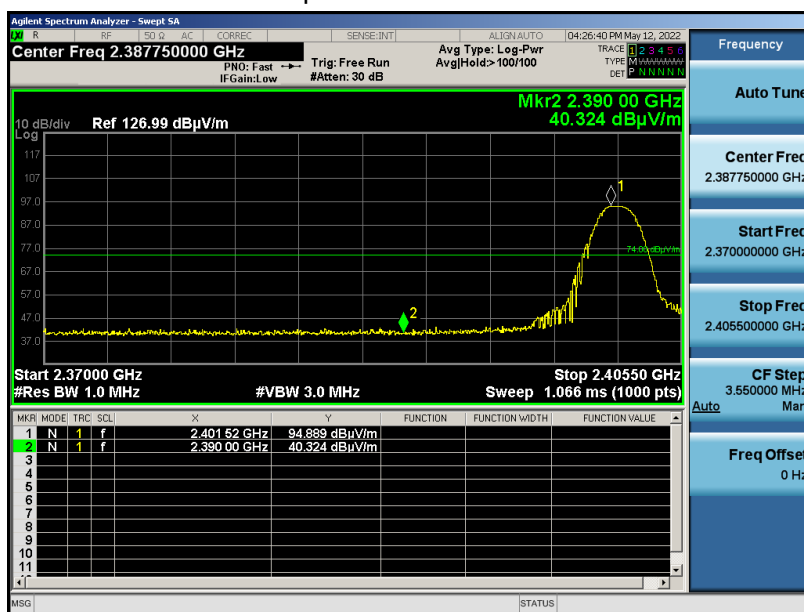 Agilent Spectrum Analyzer - Swept SA
LXI R RF 50 Ω AC CORREC SENSE:INT ALIGN AUTO 04:26:40 PM May 12, 2022
Center Freq 2.387750000 GHz
PNO: Fast
IFGain:Low
Trig: Free Run
#Atten: 30 dB
Avg Type: Log-Pwr
Avg|Hold:>100/100
TRACE 1 2 3 4 5 6
TYPE M
DET P N N N N N
Frequency
Mkr2 2.390 00 GHz
40.324 dBµV/m
10 dB/div Ref 126.99 dBµV/m
Log
117
107
97.0
87.0
77.0
67.0
57.0
47.0
37.0
1
74.00 dBµV/m
2
Start 2.37000 GHz Stop 2.40550 GHz
#Res BW 1.0 MHz #VBW 3.0 MHz Sweep 1.066 ms (1000 pts)
MKR MODE TRC SCL X Y FUNCTION FUNCTION WIDTH FUNCTION VALUE
1 N 1 f 2.401 52 GHz 94.889 dBµV/m
2 N 1 f 2.390 00 GHz 40.324 dBµV/m
3
4
5
6
7
8
9
10
11
MSG STATUS
Auto Tune
Center Freq
2.387750000 GHz
Start Freq
2.370000000 GHz
Stop Freq
2.405500000 GHz
CF Step
3.550000 MHz
Auto Man
Freq Offset
0 Hz